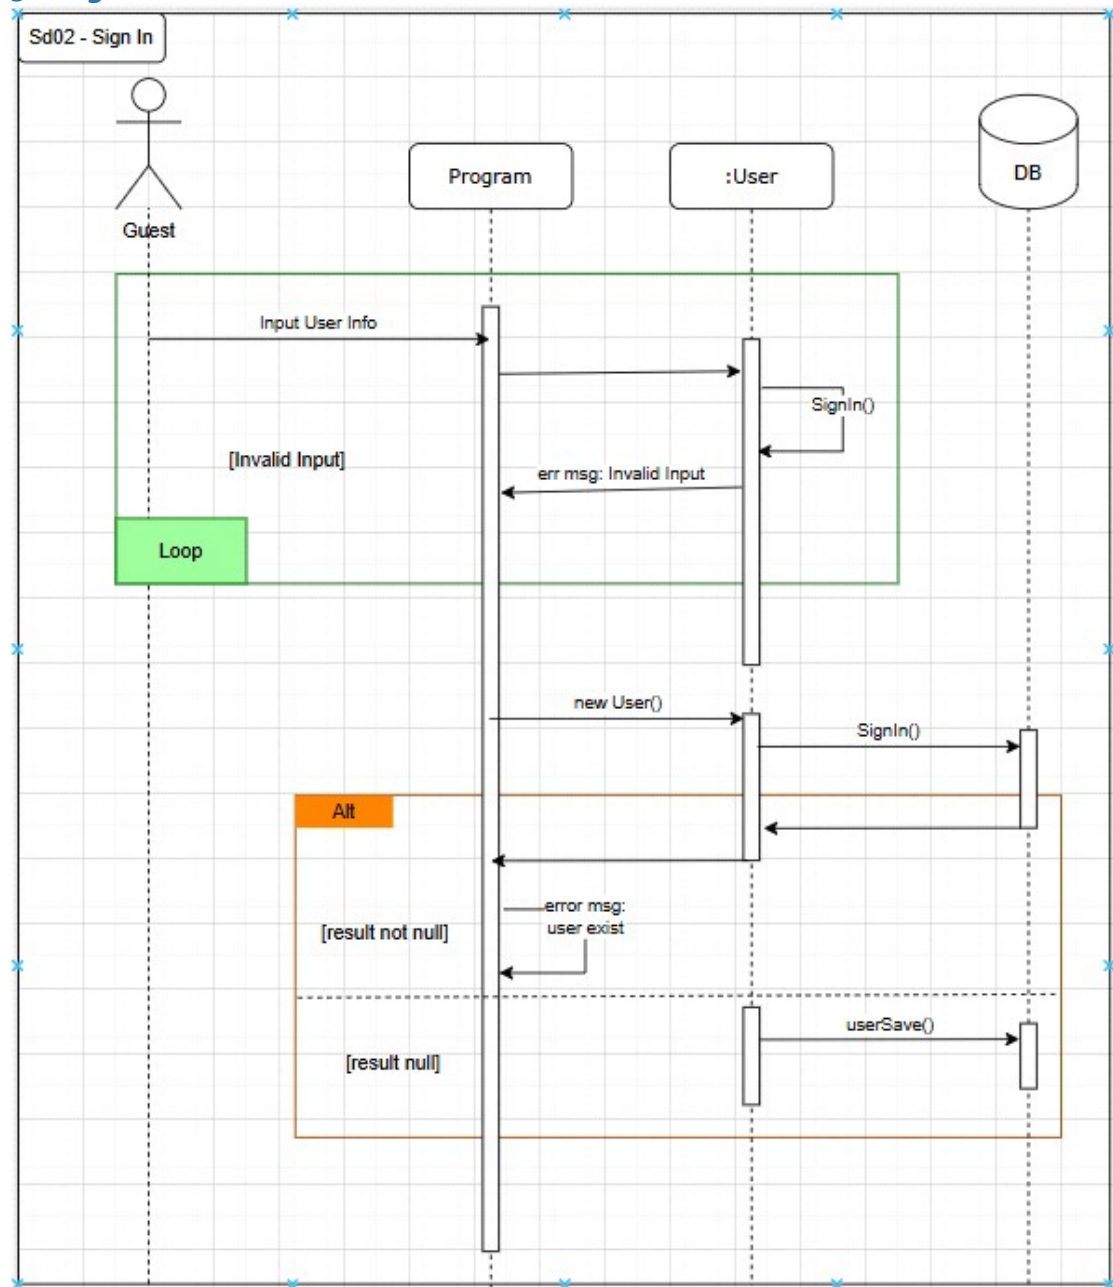 Sd02 - Sign In
Program
:User
DB
Guest
Input User Info
SignIn()
[Invalid Input]
err msg: Invalid Input
Loop
new User()
SignIn()
Alt
error msg:
user exist
[result not null]
userSave()
[result null]